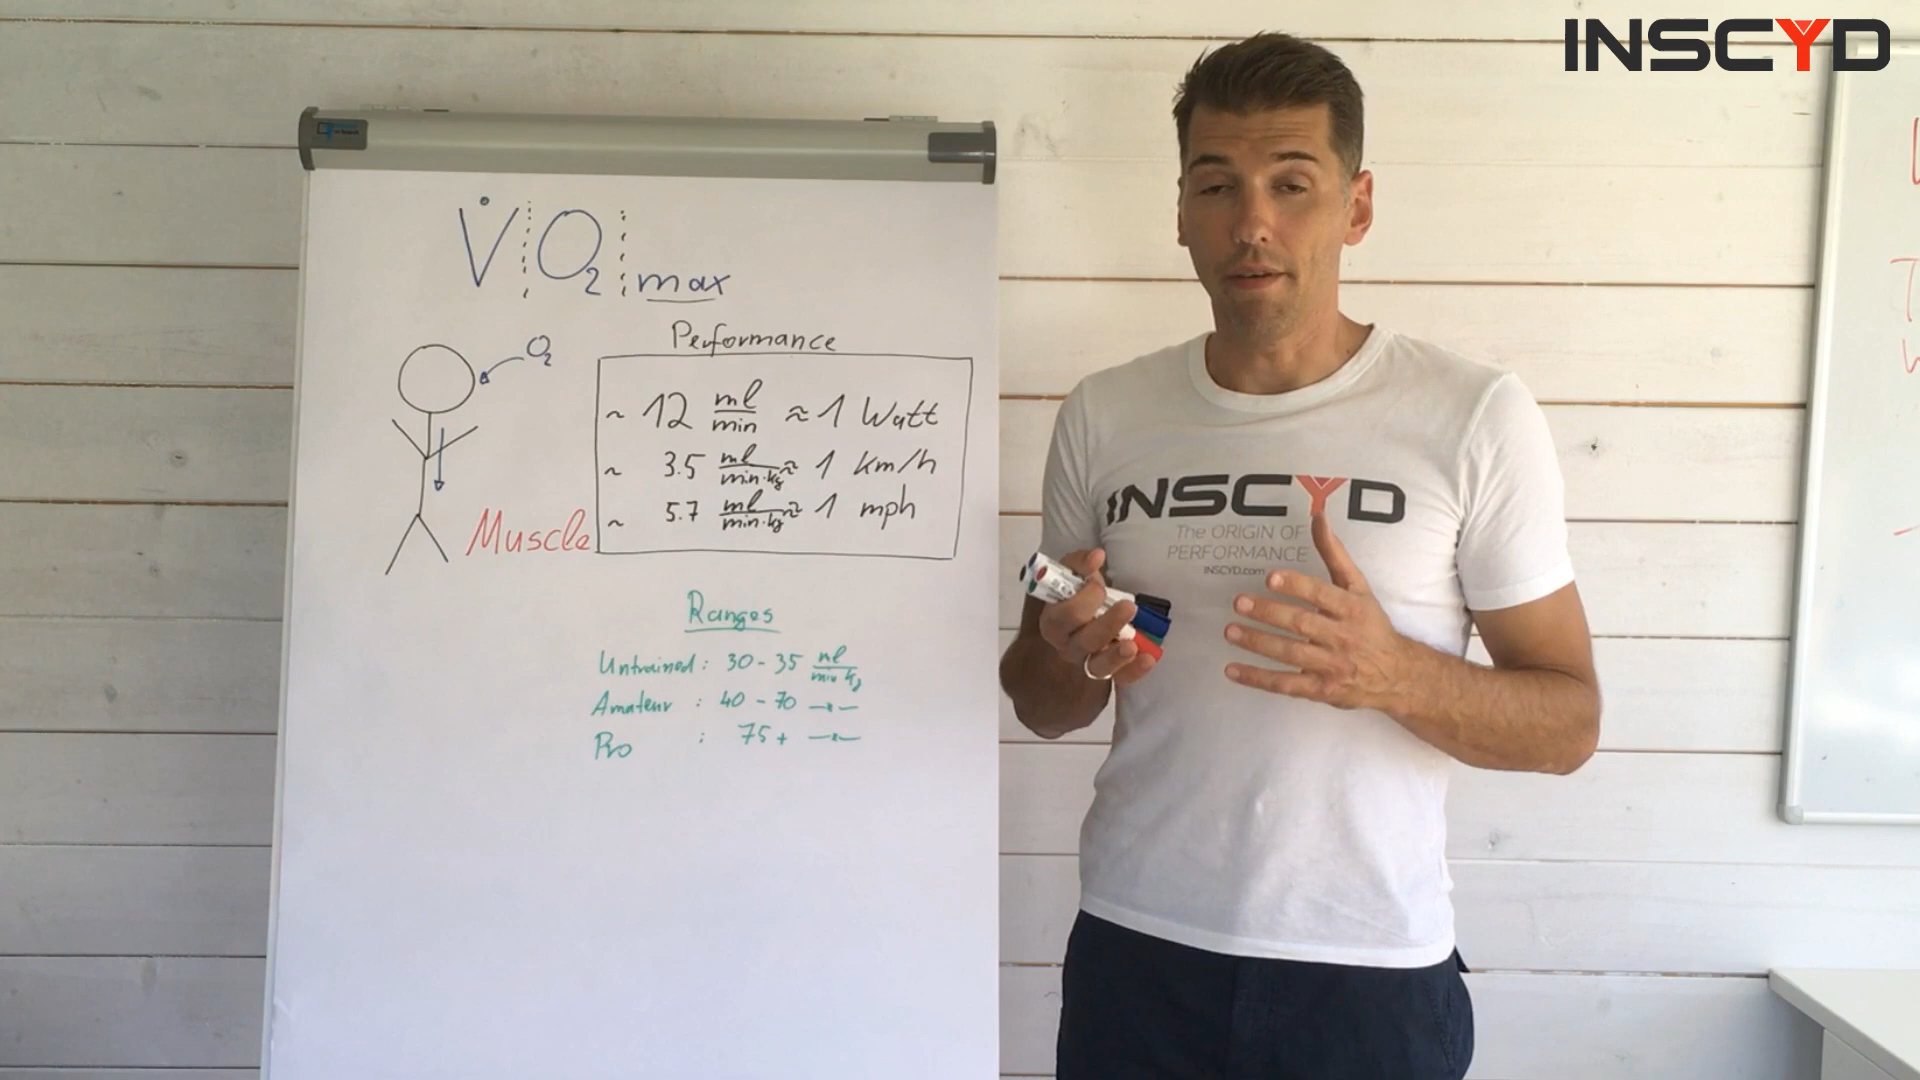 INSCYD
V̇ O₂ max
O₂
Performance
~ 12 ml/min ≈ 1 Watt
~ 3.5 ml/min·kg ≈ 1 km/h
~ 5.7 ml/min·kg ≈ 1 mph
Muscle
Ranges
Untrained: 30 - 35 ml/min kg
Amateur : 40 - 70 —"—
Pro : 75+ —"—
INSCYD
The ORIGIN OF
PERFORMANCE
INSCYD.com